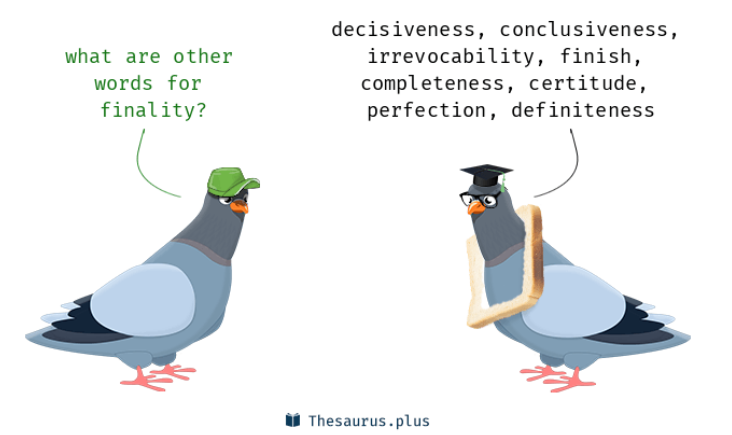 what are other
words for
finality?
decisiveness, conclusiveness,
irrevocability, finish,
completeness, certitude,
perfection, definiteness
Thesaurus.plus